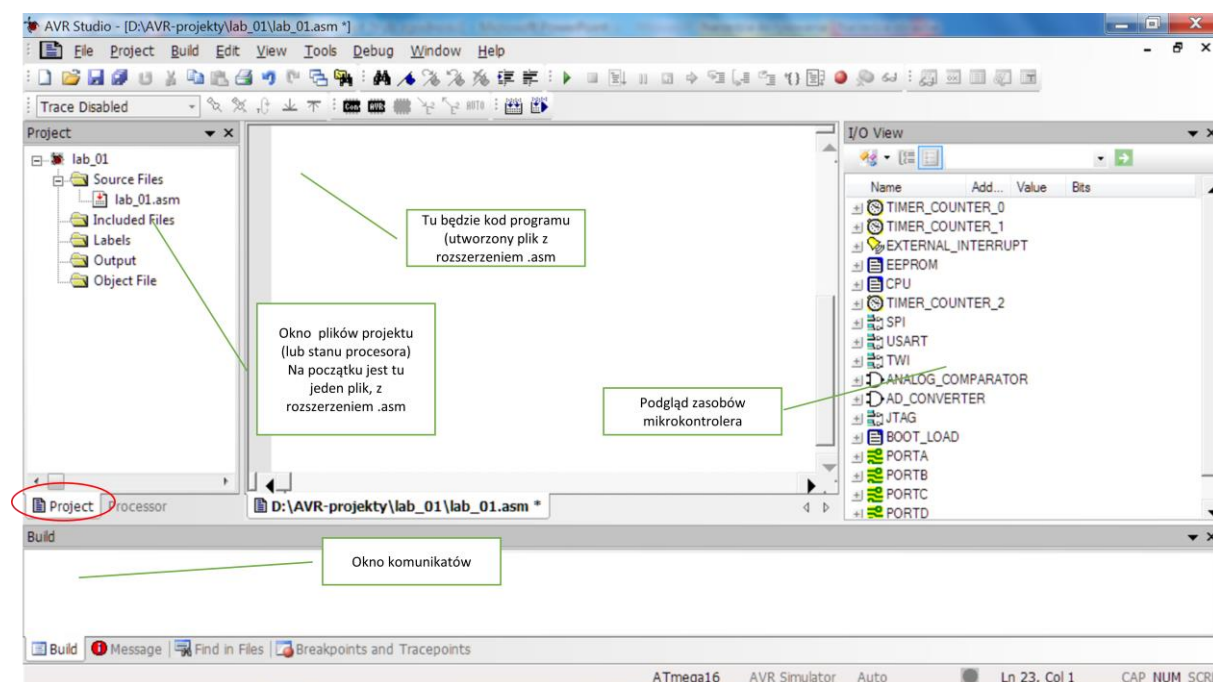 AVR Studio - [D:\AVR-projekty\lab_01\lab_01.asm *]
File Project Build Edit View Tools Debug Window Help
Trace Disabled
Con AVR AUTO
Project
lab_01
Source Files
lab_01.asm
Included Files
Labels
Output
Object File
Project Processor
Tu będzie kod programu
(utworzony plik z
rozszerzeniem .asm
Okno plików projektu
(lub stanu procesora)
Na początku jest tu
jeden plik, z
rozszerzeniem .asm
Podgląd zasobów
mikrokontrolera
D:\AVR-projekty\lab_01\lab_01.asm *
I/O View
Name Add... Value Bits
TIMER_COUNTER_0
TIMER_COUNTER_1
EXTERNAL_INTERRUPT
EEPROM
CPU
TIMER_COUNTER_2
SPI
USART
TWI
ANALOG_COMPARATOR
AD_CONVERTER
JTAG
BOOT_LOAD
PORTA
PORTB
PORTC
PORTD
Build
Okno komunikatów
Build Message Find in Files Breakpoints and Tracepoints
ATmega16 AVR Simulator Auto Ln 23, Col 1 CAP NUM SCRL